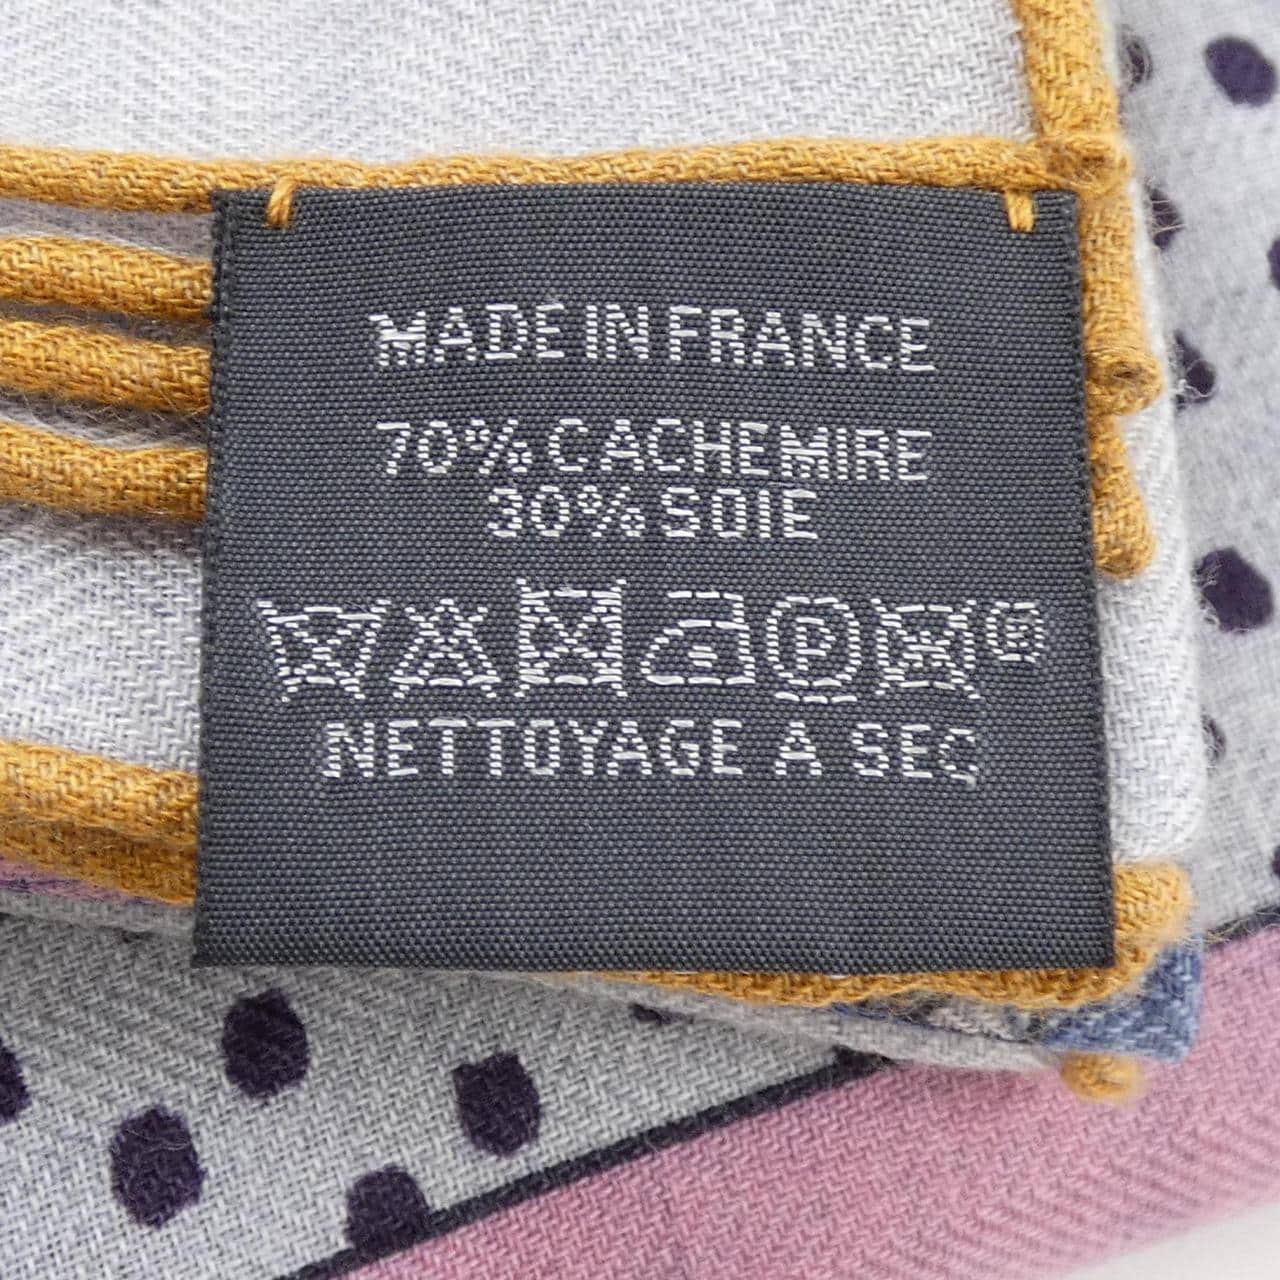 MADE IN FRANCE
70% CACHEMIRE
30% SOIE
P
NETTOYAGE A SEC